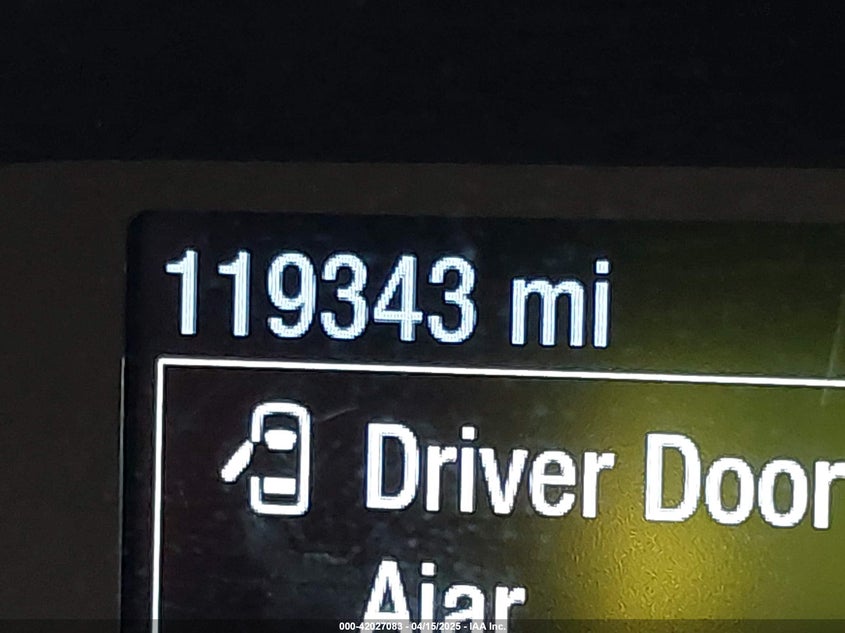 119343 mi
Driver Door
Ajar
000-42027083 - 04/15/2025 - IAA Inc.